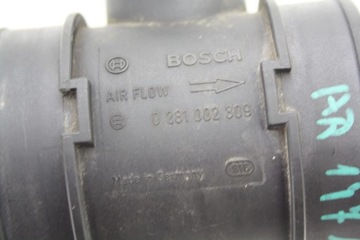 BOSCH
AIR FLOW
0 281 002 309
Made in Germany